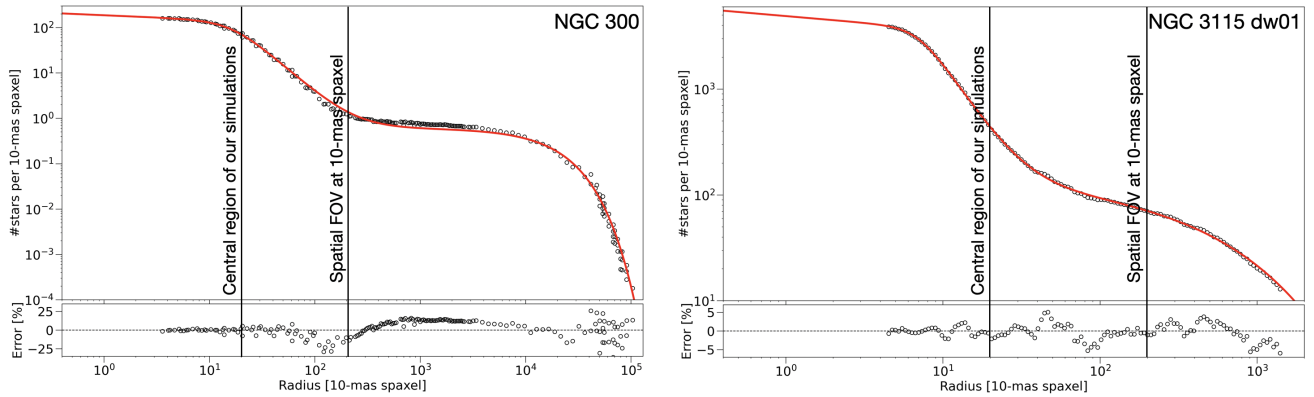 NGC 300
10²
10¹
10⁰
10⁻¹
10⁻²
10⁻³
10⁻⁴
#stars per 10-mas spaxel]
Central region of our simulations
Spatial FOV at 10-mas spaxel
25
0
−25
Error [%]
10⁰ 10¹ 10² 10³ 10⁴ 10⁵
Radius [10-mas spaxel]
NGC 3115 dw01
10³
10²
10¹
#stars per 10-mas spaxel]
Central region of our simulations
Spatial FOV at 10-mas spaxel
5
0
−5
Error [%]
10⁰ 10¹ 10² 10³
Radius [10-mas spaxel]